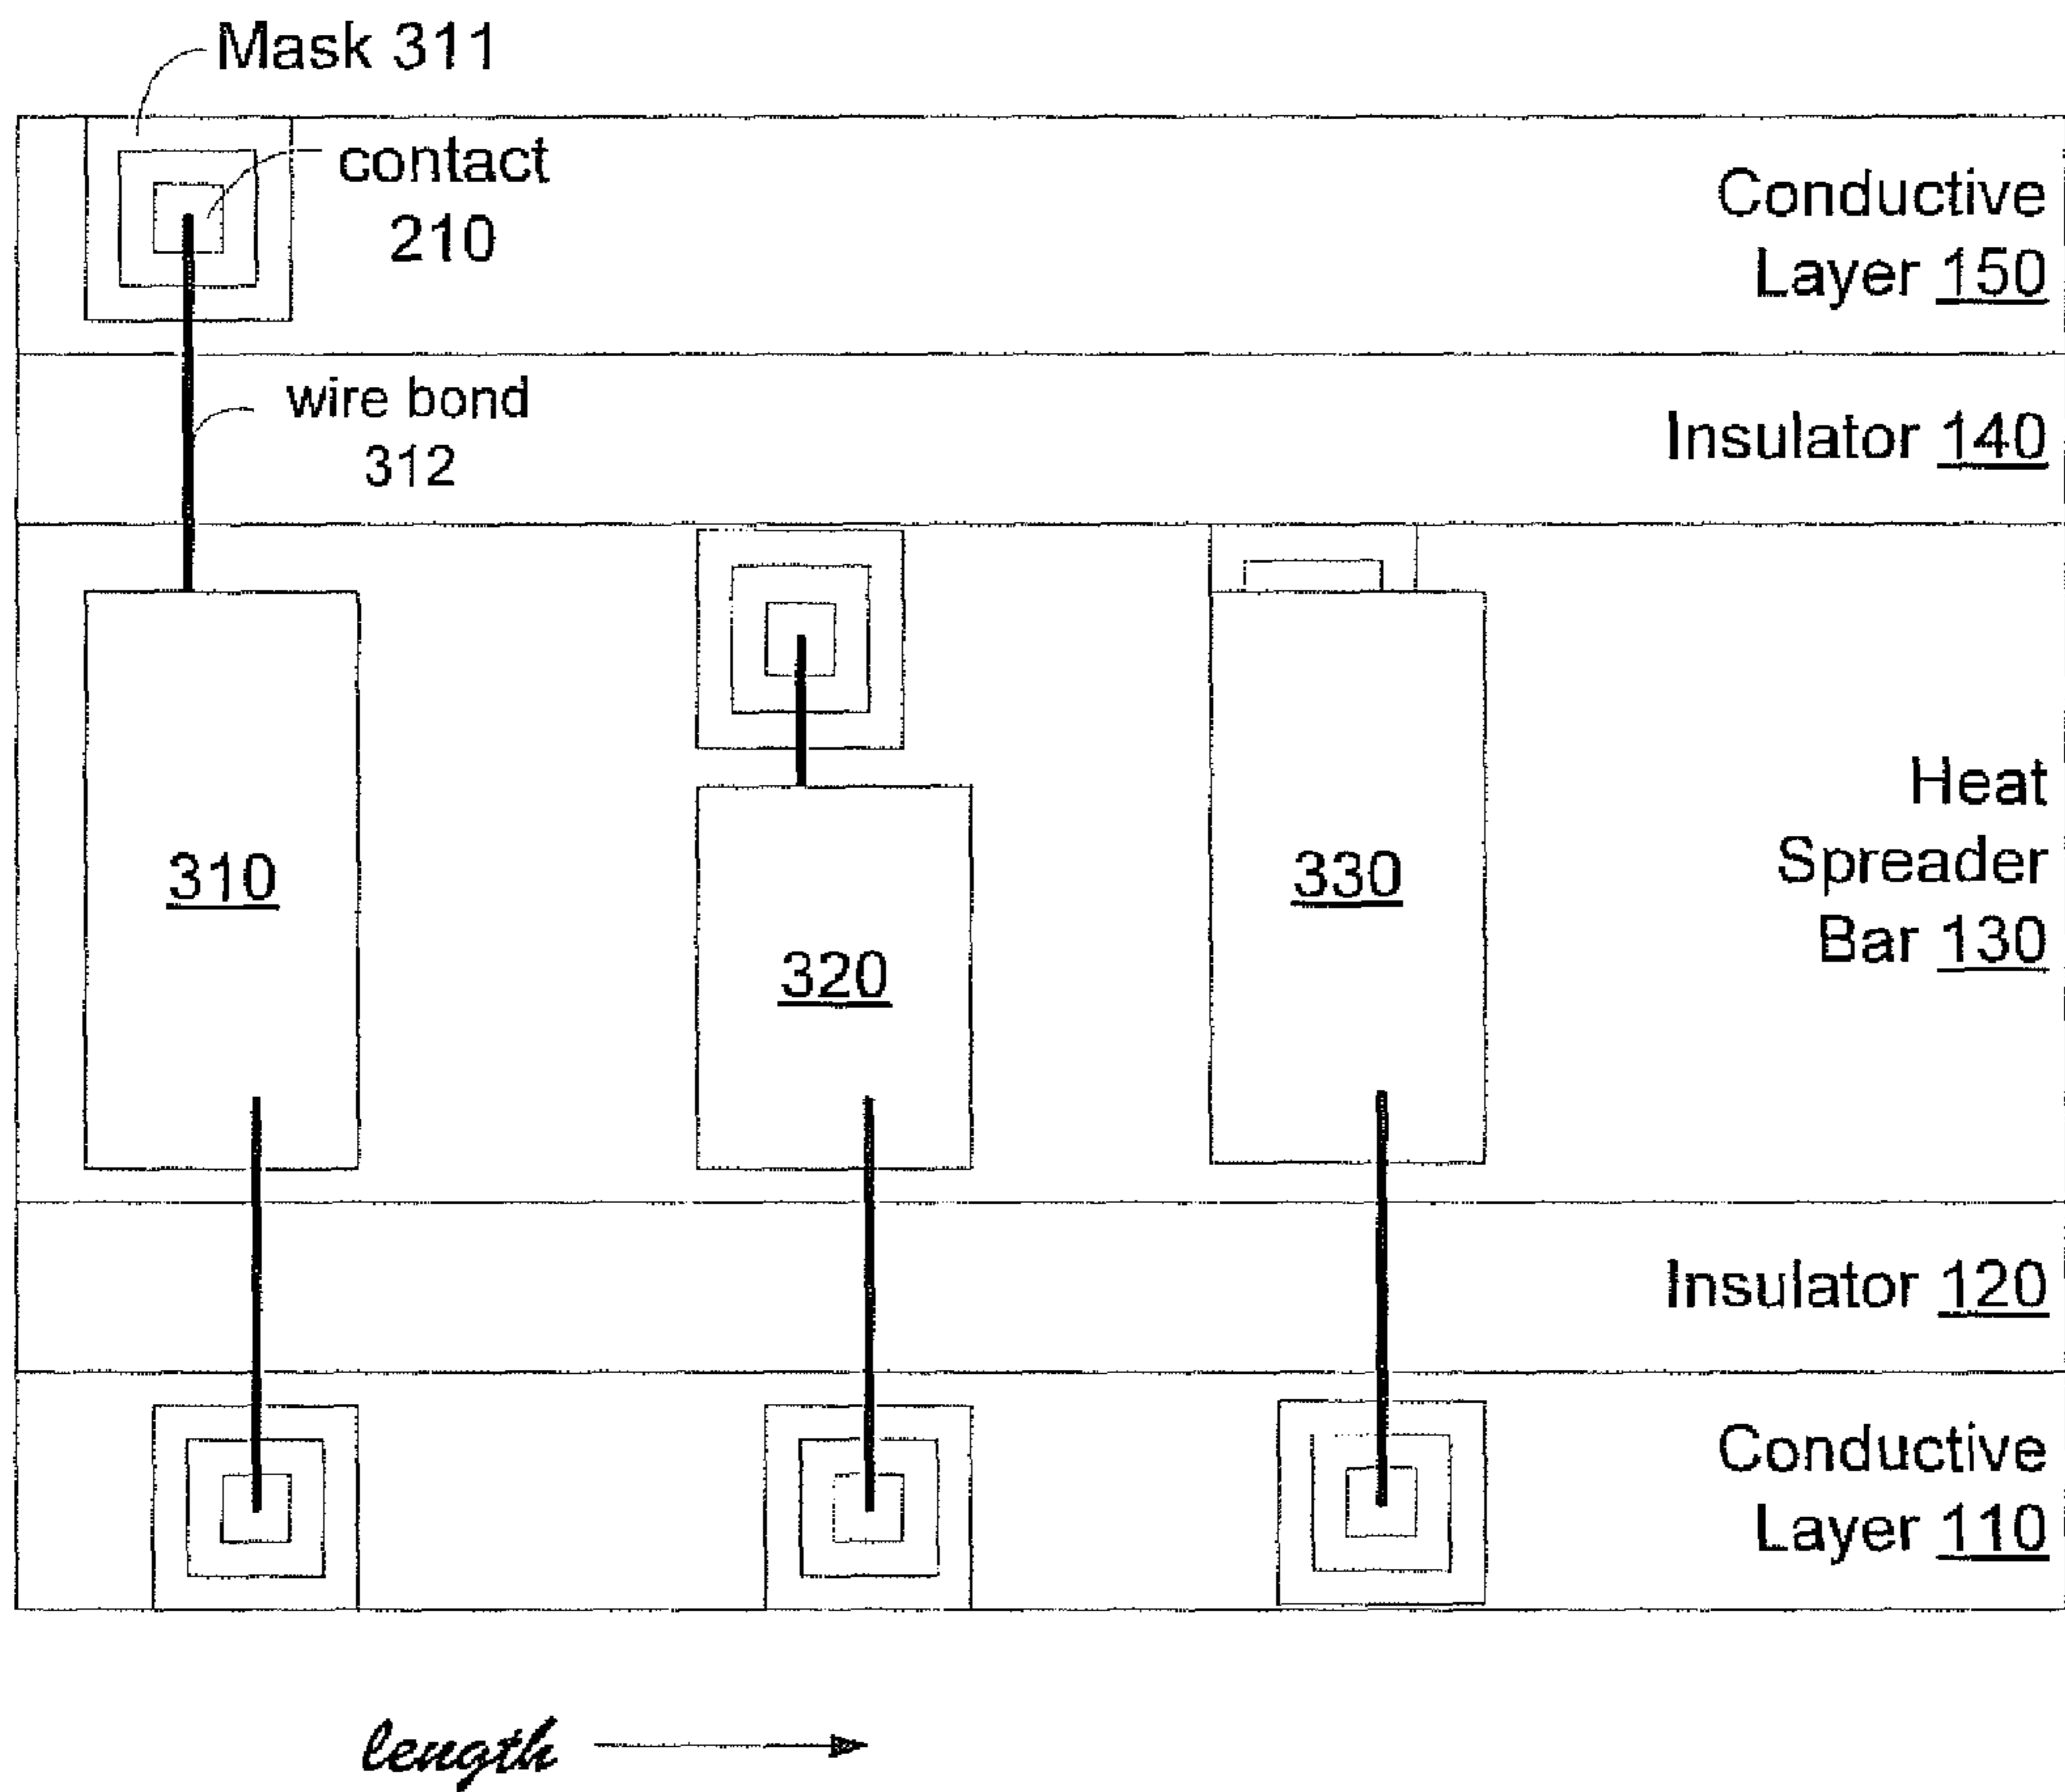 Mask 311
contact
210
Conductive
Layer 150
wire bond
312
Insulator 140
310
320
330
Heat
Spreader
Bar 130
Insulator 120
Conductive
Layer 110
length